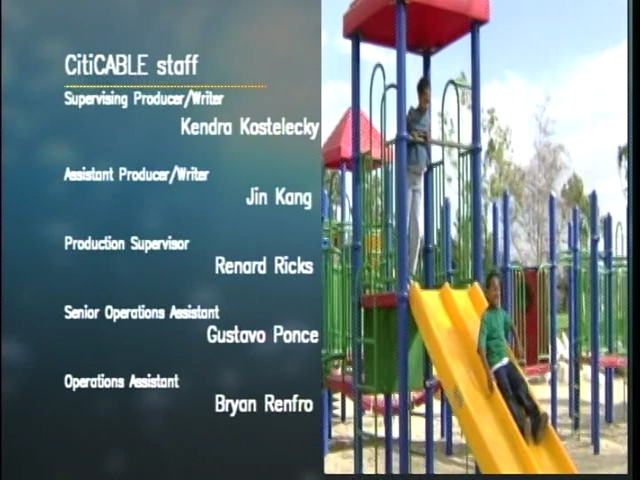 CitiCABLE staff
Supervising Producer/Writer
Kendra Kostelecky
Assistant Producer/Writer
Jin Kang
Production Supervisor
Renard Ricks
Senior Operations Assistant
Gustavo Ponce
Operations Assistant
Bryan Renfro